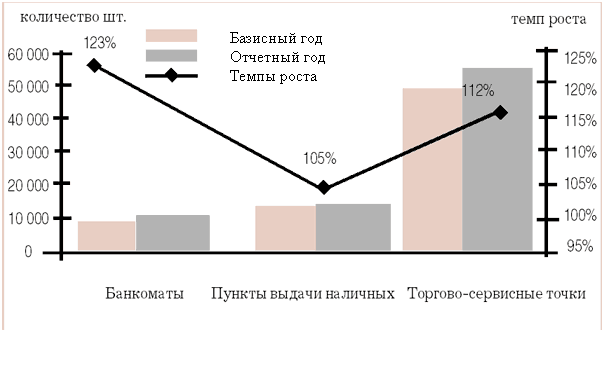 количество шт.
темп роста
Базисный год
Отчетный год
Темпы роста
123%
105%
112%
60 000
50 000
40 000
30 000
20 000
10 000
0
125%
120%
115%
110%
105%
100%
95%
Банкоматы
Пункты выдачи наличных
Торгово-сервисные точки